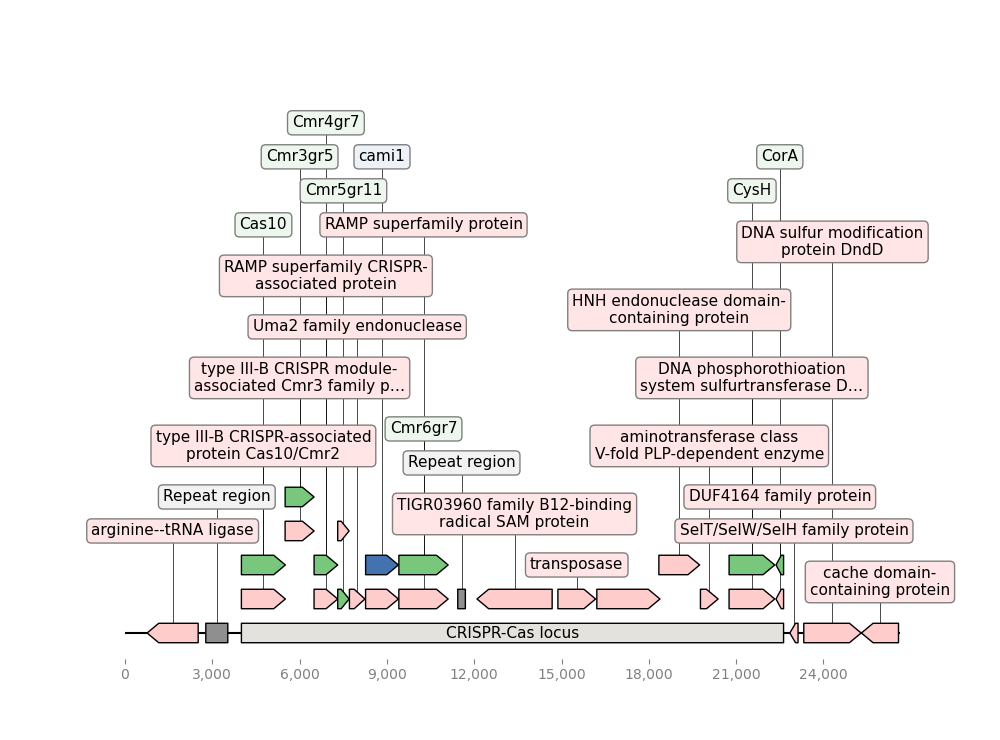 Cmr4gr7
Cmr3gr5
cami1
CorA
Cmr5gr11
CysH
Cas10
RAMP superfamily protein
DNA sulfur modification
protein DndD
RAMP superfamily CRISPR-
associated protein
HNH endonuclease domain-
containing protein
Uma2 family endonuclease
type III-B CRISPR module-
associated Cmr3 family p...
DNA phosphorothioation
system sulfurtransferase D...
Cmr6gr7
type III-B CRISPR-associated
protein Cas10/Cmr2
aminotransferase class
V-fold PLP-dependent enzyme
Repeat region
Repeat region
DUF4164 family protein
TIGR03960 family B12-binding
radical SAM protein
arginine--tRNA ligase
SelT/SelW/SelH family protein
transposase
cache domain-
containing protein
CRISPR-Cas locus
0 3,000 6,000 9,000 12,000 15,000 18,000 21,000 24,000